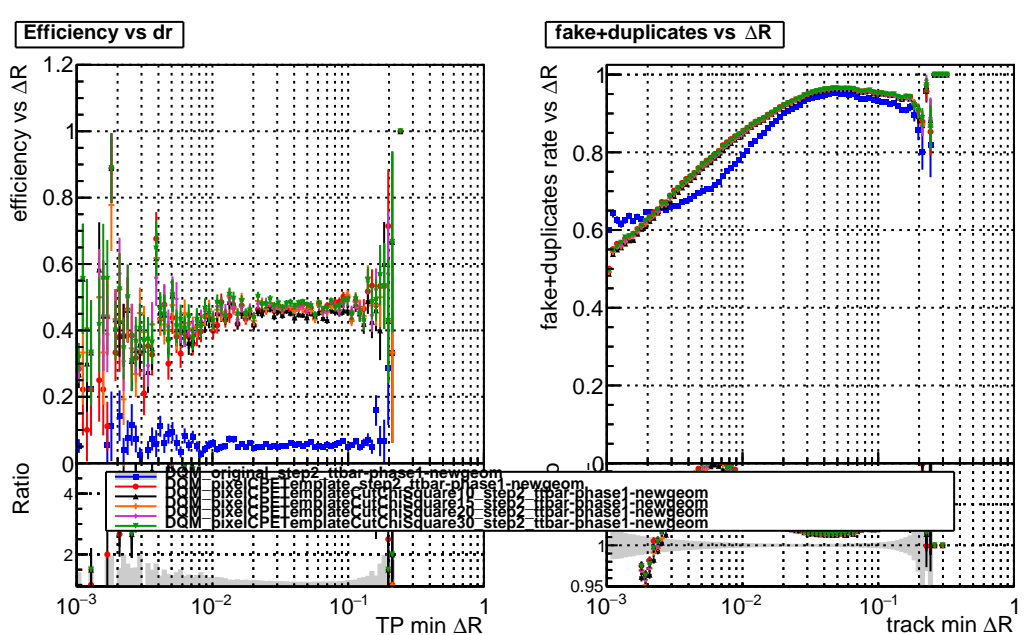 Efficiency vs dr
efficiency vs ΔR
1.2
1
0.8
0.6
0.4
0.2
0
Ratio
4
2
10⁻³
10⁻²
10⁻¹
1
TP min ΔR
fake+duplicates vs ΔR
fake+duplicates rate vs ΔR
1
0.8
0.6
0.4
0.2
0
1
0.95
10⁻³
10⁻²
10⁻¹
1
track min ΔR
DQM_original_step2_ttbar-phase1-newgeom
DQM_pixelCPETemplate_step2_ttbar-phase1-newgeom
DQM_pixelCPETemplateCutChiSquare10_step2_ttbar-phase1-newgeom
DQM_pixelCPETemplateCutChiSquare20_step2_ttbar-phase1-newgeom
DQM_pixelCPETemplateCutChiSquare20_step2_ttbar-phase1-newgeom
DQM_pixelCPETemplateCutChiSquare30_step2_ttbar-phase1-newgeom